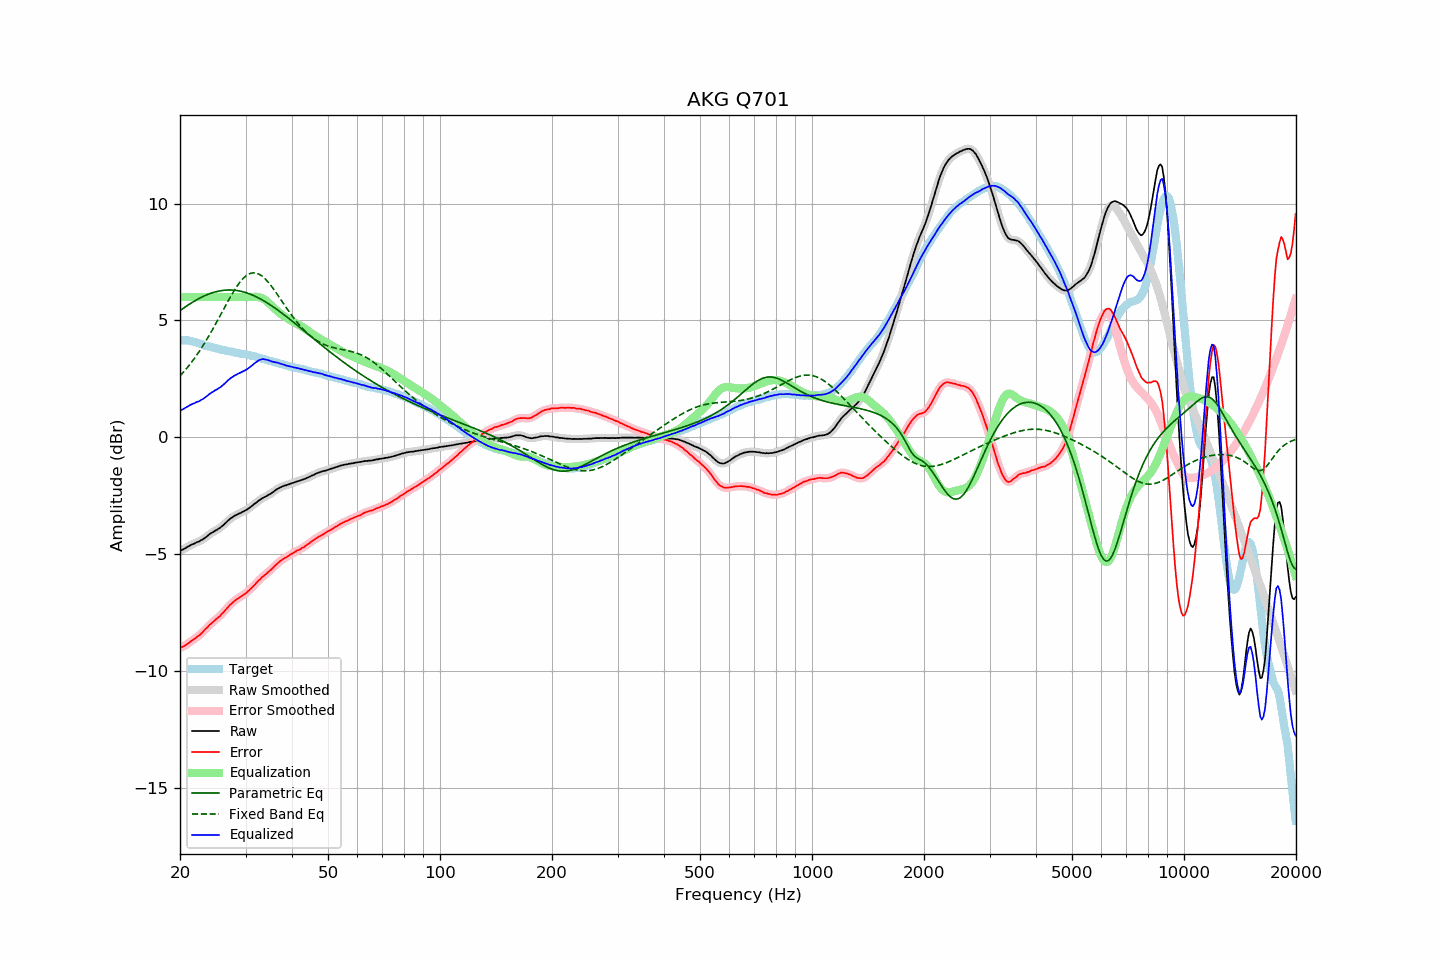 AKG Q701
Amplitude (dBr)
10
5
0
−5
−10
−15
Target
Raw Smoothed
Error Smoothed
Raw
Error
Equalization
Parametric Eq
Fixed Band Eq
Equalized
20 50 100 200 500 1000 2000 5000 10000 20000
Frequency (Hz)